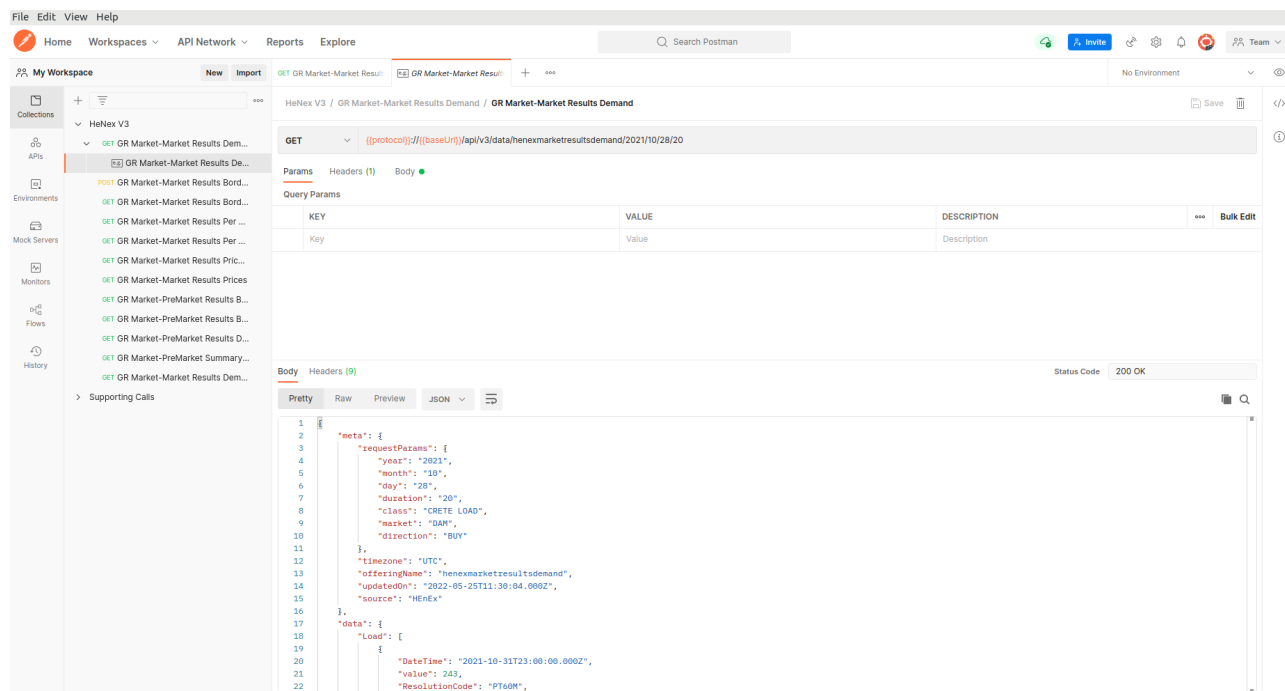 File Edit View Help
Home Workspaces API Network Reports Explore
Search Postman
Invite
Team
My Workspace
New Import
GET GR Market-Market Resul
e.g. GR Market-Market Result
No Environment
Collections
APIs
Environments
Mock Servers
Monitors
Flows
History
HeNex V3
GET GR Market-Market Results Dem...
e.g. GR Market-Market Results De...
POST GR Market-Market Results Bord...
GET GR Market-Market Results Bord...
GET GR Market-Market Results Per ...
GET GR Market-Market Results Per ...
GET GR Market-Market Results Pric...
GET GR Market-Market Results Prices
GET GR Market-PreMarket Results B...
GET GR Market-PreMarket Results B...
GET GR Market-PreMarket Results D...
GET GR Market-PreMarket Summary...
GET GR Market-Market Results Dem...
Supporting Calls
HeNex V3 / GR Market-Market Results Demand / GR Market-Market Results Demand
Save
GET {{protocol}}://{{baseUrl}}/api/v3/data/henexmarketresultsdemand/2021/10/28/20
Params Headers (1) Body
Query Params
KEY VALUE DESCRIPTION Bulk Edit
Key Value Description
Body Headers (9) Status Code 200 OK
Pretty Raw Preview JSON
1 {
2 "meta": {
3 "requestParams": {
4 "year": "2021",
5 "month": "10",
6 "day": "28",
7 "duration": "20",
8 "class": "CRETE LOAD",
9 "market": "DAM",
10 "direction": "BUY"
11 },
12 "timezone": "UTC",
13 "offeringName": "henexmarketresultsdemand",
14 "updatedOn": "2022-05-25T11:30:04.000Z",
15 "source": "HEnEx"
16 },
17 "data": {
18 "Load": [
19 {
20 "DateTime": "2021-10-31T23:00:00.000Z",
21 "value": 243,
22 "ResolutionCode": "PT60M",